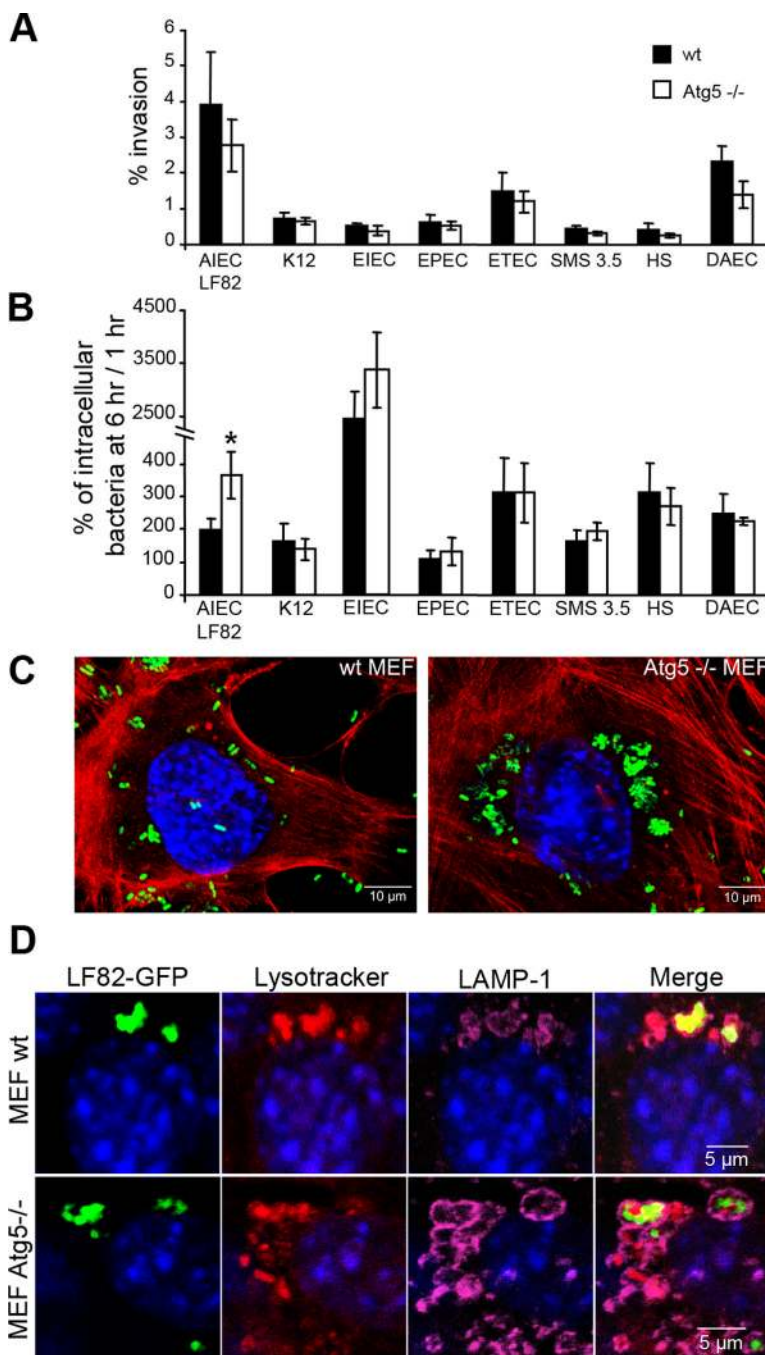 A
% invasion
6
5
4
3
2
1
0
wt
Atg5 -/-
AIEC
LF82
K12
EIEC
EPEC
ETEC
SMS 3.5
HS
DAEC
B
% of intracellular
bacteria at 6 hr / 1 hr
4500
3500
2500
400
300
200
100
0
*
AIEC
LF82
K12
EIEC
EPEC
ETEC
SMS 3.5
HS
DAEC
C
wt MEF
10 µm
Atg5 -/- MEF
10 µm
D
LF82-GFP
Lysotracker
LAMP-1
Merge
MEF wt
5 µm
MEF Atg5-/-
5 µm